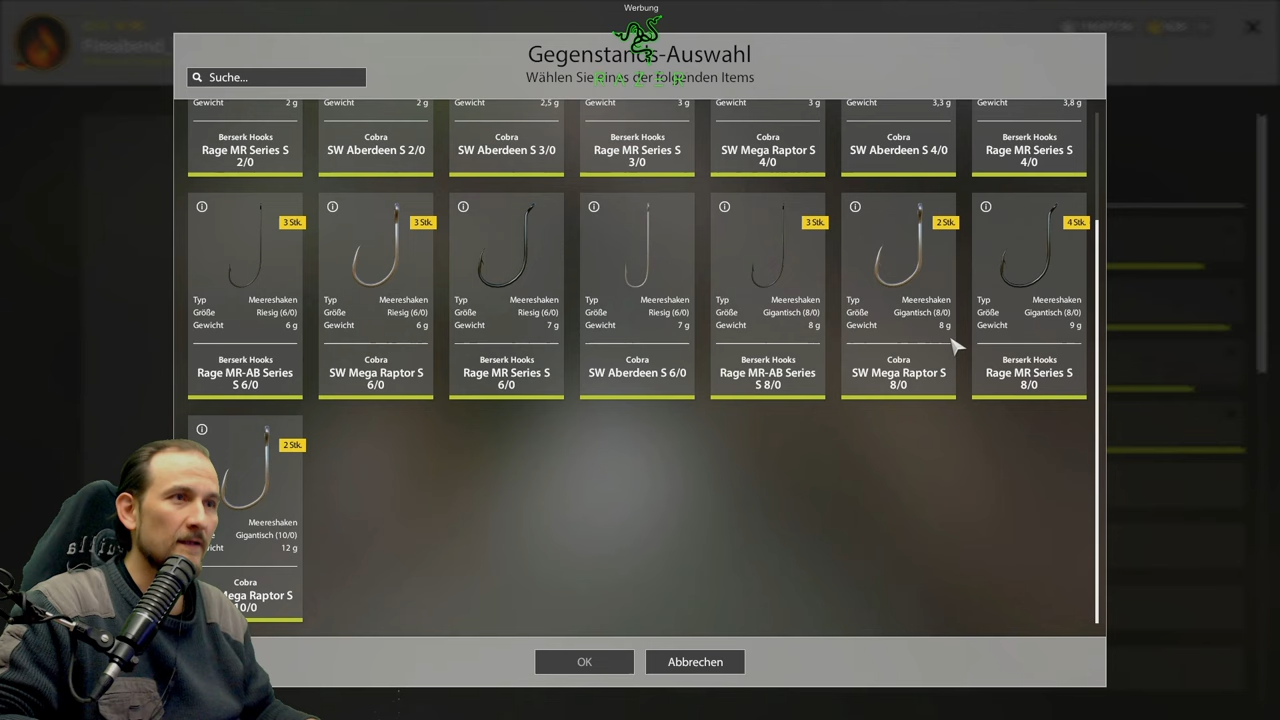 Werbung
Gegenstands-Auswahl
Suche...
Wählen Sie eines der folgenden Items
RAZER
Gewicht 2 g
Gewicht 2 g
Gewicht 2,5 g
Gewicht 3 g
Gewicht 3 g
Gewicht 3,3 g
Gewicht 3,8 g
Berserk Hooks
Rage MR Series S
2/0
Cobra
SW Aberdeen S 2/0
Cobra
SW Aberdeen S 3/0
Berserk Hooks
Rage MR Series S
3/0
Cobra
SW Mega Raptor S
4/0
Cobra
SW Aberdeen S 4/0
Berserk Hooks
Rage MR Series S
4/0
3 Stk.
Typ Meereshaken
Größe Riesig (6/0)
Gewicht 6 g
Berserk Hooks
Rage MR-AB Series
S 6/0
3 Stk.
Typ Meereshaken
Größe Riesig (6/0)
Gewicht 6 g
Cobra
SW Mega Raptor S
6/0
Typ Meereshaken
Größe Riesig (6/0)
Gewicht 7 g
Berserk Hooks
Rage MR Series S
6/0
Typ Meereshaken
Größe Riesig (6/0)
Gewicht 7 g
Cobra
SW Aberdeen S 6/0
3 Stk.
Typ Meereshaken
Größe Gigantisch (8/0)
Gewicht 8 g
Berserk Hooks
Rage MR-AB Series
S 8/0
2 Stk.
Typ Meereshaken
Größe Gigantisch (8/0)
Gewicht 8 g
Cobra
SW Mega Raptor S
8/0
4 Stk.
Typ Meereshaken
Größe Gigantisch (8/0)
Gewicht 9 g
Berserk Hooks
Rage MR Series S
8/0
2 Stk.
Meereshaken
Gigantisch (10/0)
12 g
Cobra
Raptor S
10/0
OK
Abbrechen